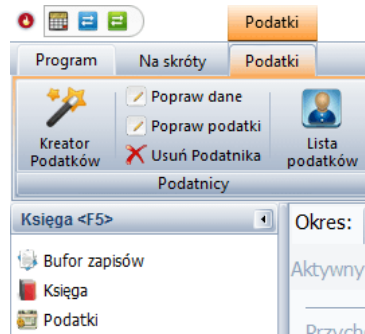 Podatki
Program Na skróty Podatki
Kreator Podatków
Popraw dane
Popraw podatki
Usuń Podatnika
Lista podatków
Podatnicy
Księga <F5>
Okres:
Bufor zapisów
Aktywny
Księga
Podatki